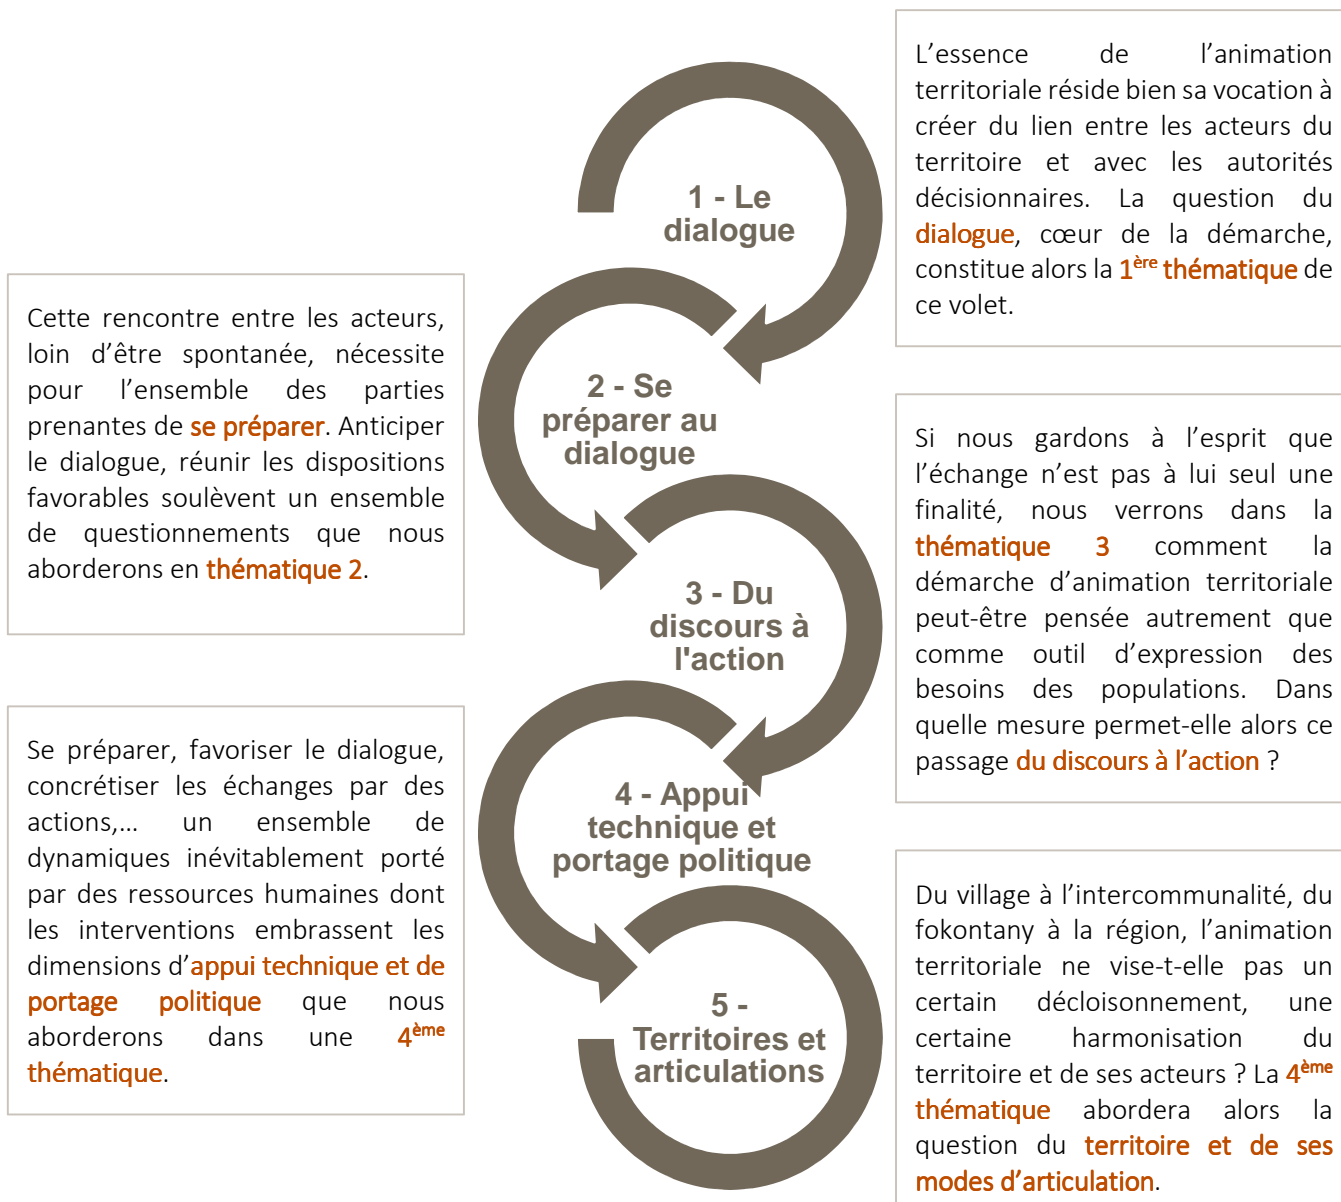 L’essence de l’animation
territoriale réside bien sa vocation à
créer du lien entre les acteurs du
territoire et avec les autorités
décisionnaires. La question du
dialogue, cœur de la démarche,
constitue alors la 1ère thématique de
ce volet.
1 - Le
dialogue
Cette rencontre entre les acteurs,
loin d’être spontanée, nécessite
pour l’ensemble des parties
prenantes de se préparer. Anticiper
le dialogue, réunir les dispositions
favorables soulèvent un ensemble
de questionnements que nous
aborderons en thématique 2.
2 - Se
préparer au
dialogue
Si nous gardons à l’esprit que
l’échange n’est pas à lui seul une
finalité, nous verrons dans la
thématique 3 comment la
démarche d’animation territoriale
peut-être pensée autrement que
comme outil d’expression des
besoins des populations. Dans
quelle mesure permet-elle alors ce
passage du discours à l’action ?
3 - Du
discours à
l'action
Se préparer, favoriser le dialogue,
concrétiser les échanges par des
actions,... un ensemble de
dynamiques inévitablement porté
par des ressources humaines dont
les interventions embrassent les
dimensions d’appui technique et de
portage politique que nous
aborderons dans une 4ème
thématique.
4 - Appui
technique et
portage politique
Du village à l’intercommunalité, du
fokontany à la région, l’animation
territoriale ne vise-t-elle pas un
certain décloisonnement, une
certaine harmonisation du
territoire et de ses acteurs ? La 4ème
thématique abordera alors la
question du territoire et de ses
modes d’articulation.
5 -
Territoires et
articulations